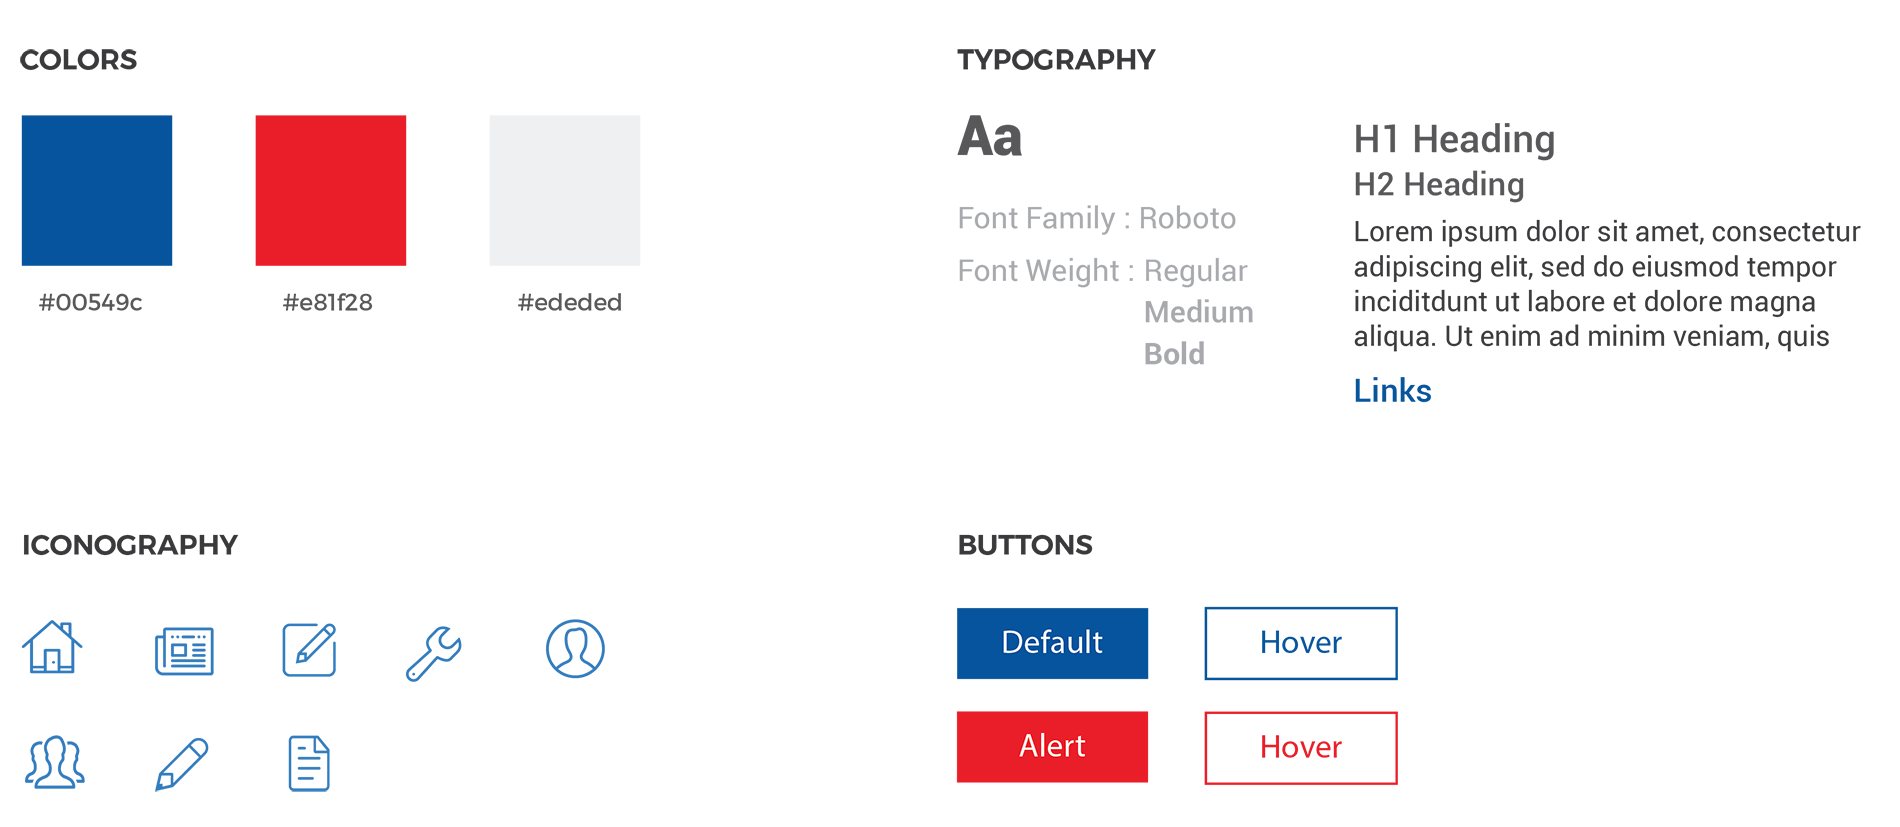 COLORS
#00549c
#e81f28
#ededed
TYPOGRAPHY
Aa
Font Family : Roboto
Font Weight : Regular
Medium
Bold
H1 Heading
H2 Heading
Lorem ipsum dolor sit amet, consectetur
adipiscing elit, sed do eiusmod tempor
inciditdunt ut labore et dolore magna
aliqua. Ut enim ad minim veniam, quis
Links
ICONOGRAPHY
BUTTONS
Default
Hover
Alert
Hover